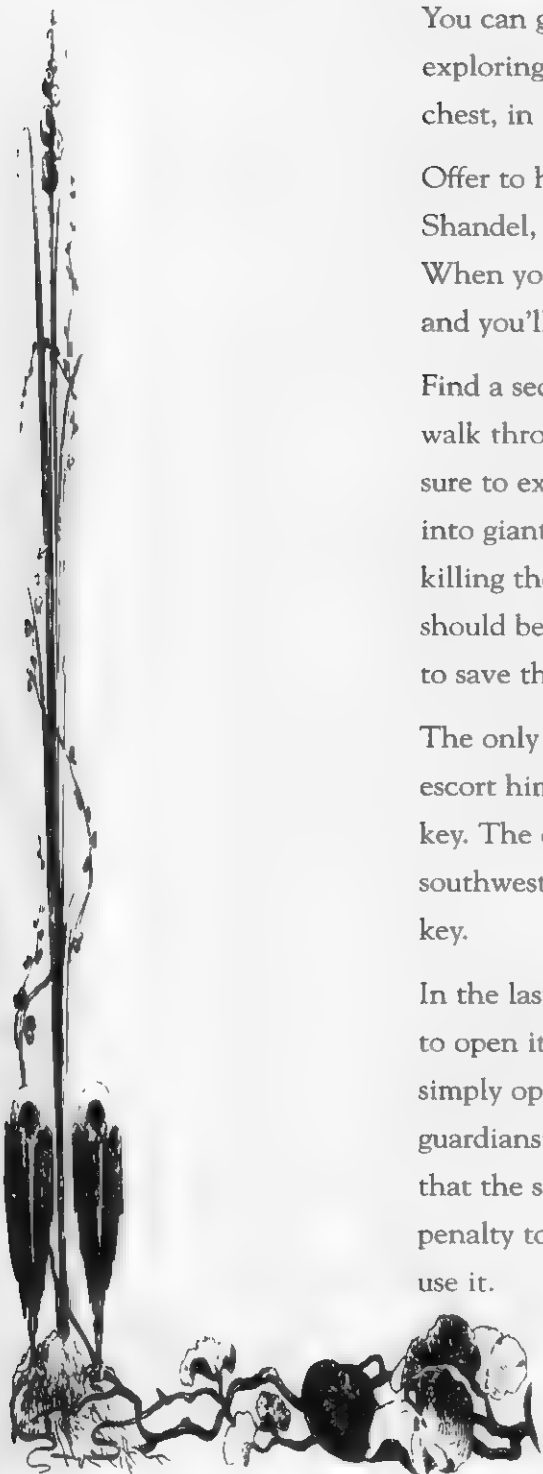 You can g
exploring
chest, in
Offer to h
Shandel,
When yo
and you'l
Find a sec
walk thro
sure to ex
into giant
killing the
should be
to save th
The only
escort him
key. The
southwest
key.
In the las
to open it
simply op
guardians
that the s
penalty to
use it.